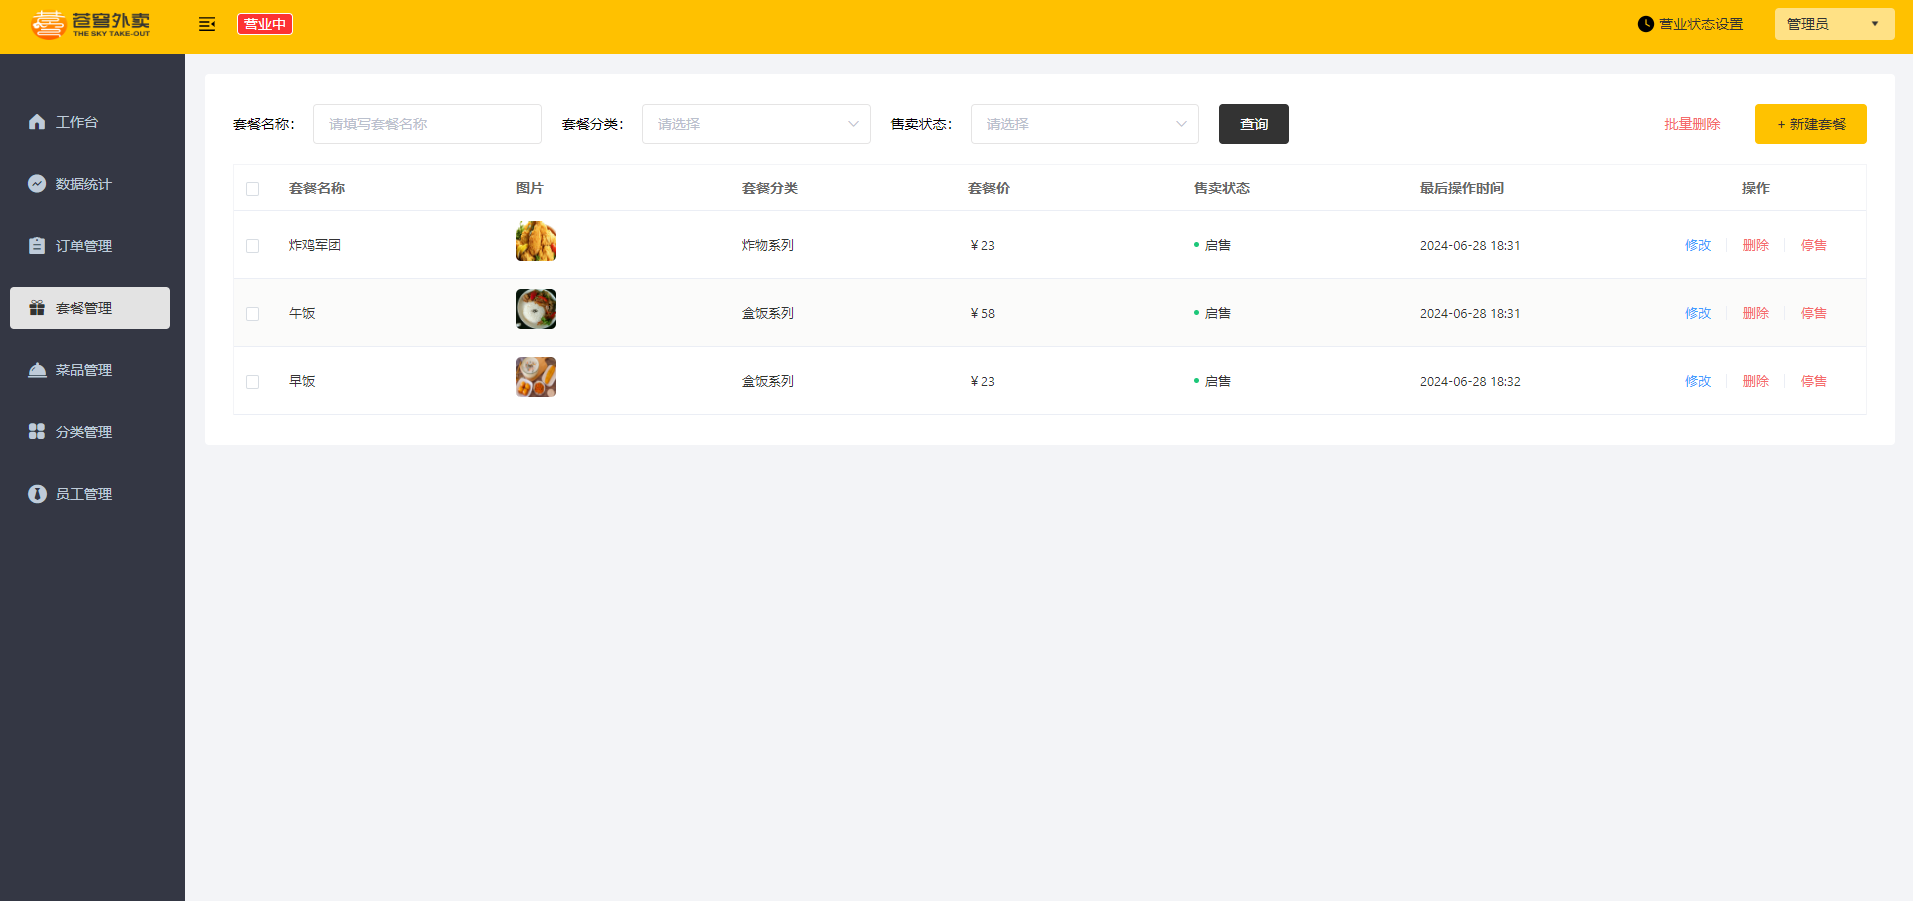 苍穹外卖
THE SKY TAKE-OUT
营业中
营业状态设置
管理员
工作台
数据统计
订单管理
套餐管理
菜品管理
分类管理
员工管理
套餐名称： 请填写套餐名称 套餐分类： 请选择 售卖状态： 请选择 查询 批量删除 + 新建套餐
套餐名称 图片 套餐分类 套餐价 售卖状态 最后操作时间 操作
炸鸡军团 炸物系列 ￥23 启售 2024-06-28 18:31 修改 删除 停售
午饭 盒饭系列 ￥58 启售 2024-06-28 18:31 修改 删除 停售
早饭 盒饭系列 ￥23 启售 2024-06-28 18:32 修改 删除 停售